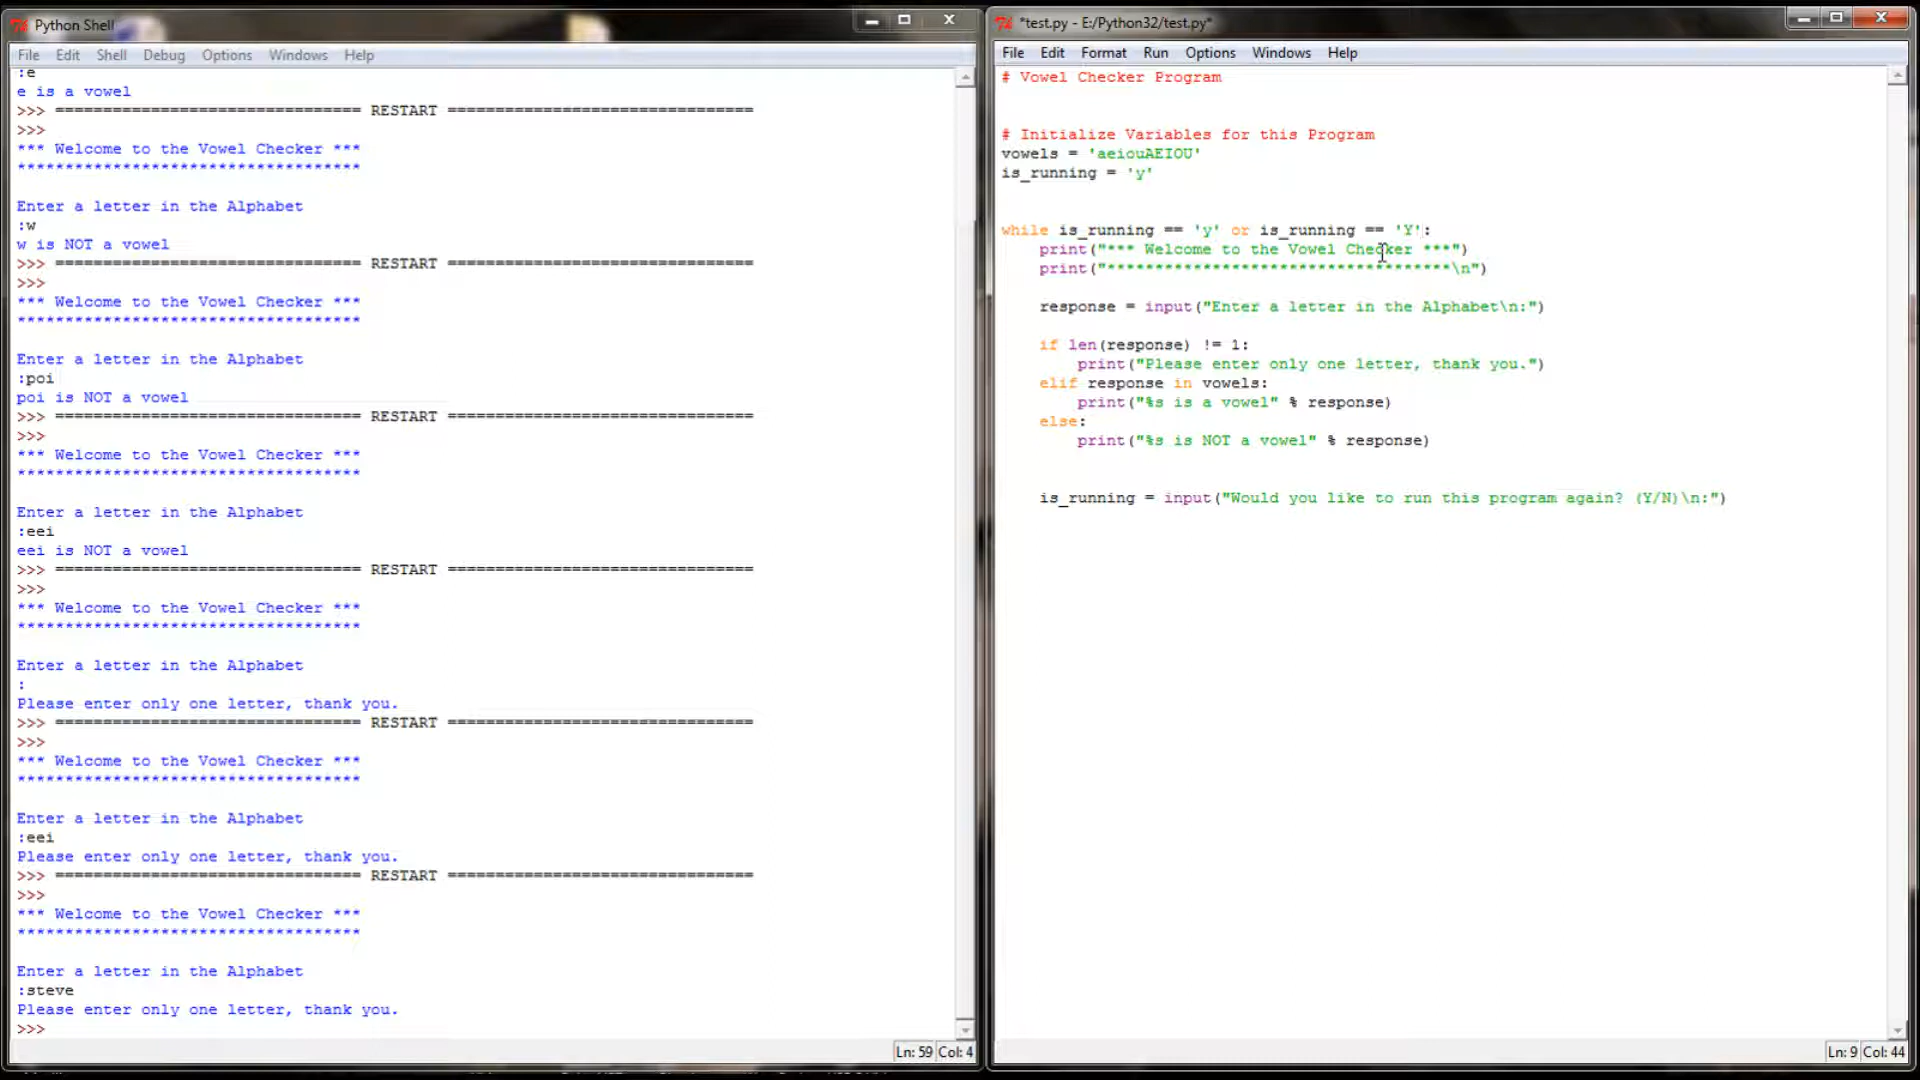 Python Shell
File Edit Shell Debug Options Windows Help
:e
e is a vowel
>>> ================================ RESTART ================================
>>>
*** Welcome to the Vowel Checker ***
************************************
Enter a letter in the Alphabet
:w
w is NOT a vowel
>>> ================================ RESTART ================================
>>>
*** Welcome to the Vowel Checker ***
************************************
Enter a letter in the Alphabet
:poi
poi is NOT a vowel
>>> ================================ RESTART ================================
>>>
*** Welcome to the Vowel Checker ***
************************************
Enter a letter in the Alphabet
:eei
eei is NOT a vowel
>>> ================================ RESTART ================================
>>>
*** Welcome to the Vowel Checker ***
************************************
Enter a letter in the Alphabet
:
Please enter only one letter, thank you.
>>> ================================ RESTART ================================
>>>
*** Welcome to the Vowel Checker ***
************************************
Enter a letter in the Alphabet
:eei
Please enter only one letter, thank you.
>>> ================================ RESTART ================================
>>>
*** Welcome to the Vowel Checker ***
************************************
Enter a letter in the Alphabet
:steve
Please enter only one letter, thank you.
>>>
Ln: 59 Col: 4
*test.py - E:/Python32/test.py*
File Edit Format Run Options Windows Help
# Vowel Checker Program
# Initialize Variables for this Program
vowels = 'aeiouAEIOU'
is_running = 'y'
while is_running == 'y' or is_running == 'Y':
    print("*** Welcome to the Vowel Checker ***")
    print("************************************\n")
    response = input("Enter a letter in the Alphabet\n:")
    if len(response) != 1:
        print("Please enter only one letter, thank you.")
    elif response in vowels:
        print("%s is a vowel" % response)
    else:
        print("%s is NOT a vowel" % response)
    is_running = input("Would you like to run this program again? (Y/N)\n:")
Ln: 9 Col: 44